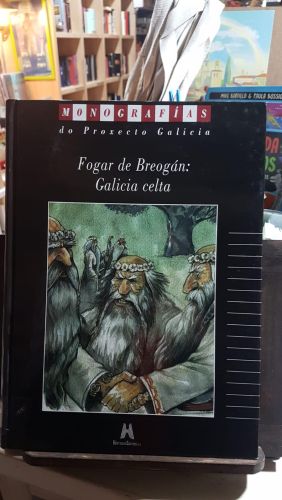 MONOGRAFÍAS
do Proxecto Galicia
Fogar de Breogán:
Galicia celta